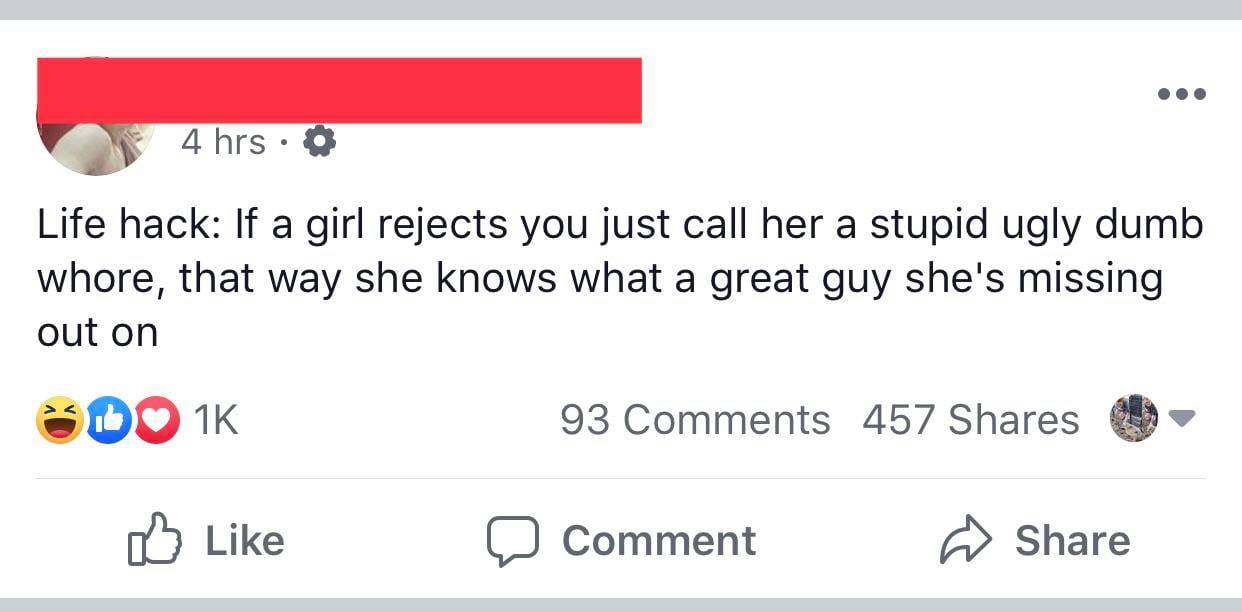 4 hrs ·
Life hack: If a girl rejects you just call her a stupid ugly dumb
whore, that way she knows what a great guy she's missing
out on
1K 93 Comments 457 Shares
Like Comment Share